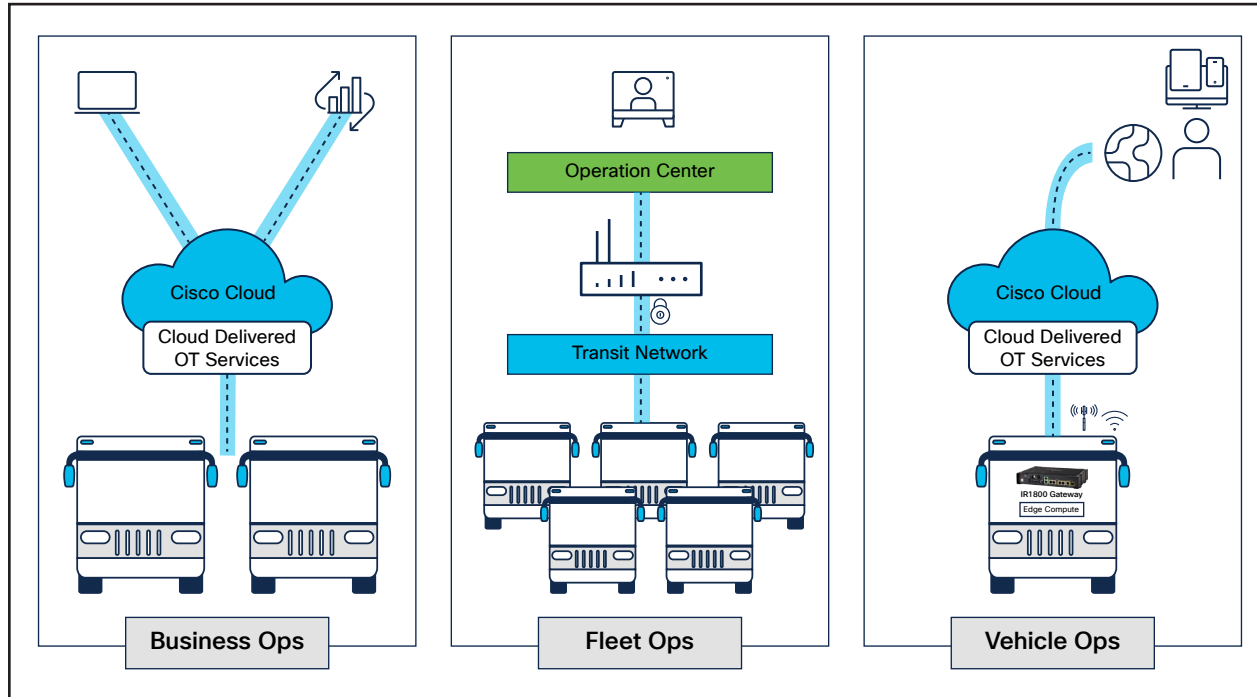 Cisco Cloud
Cloud Delivered
OT Services
Business Ops
Operation Center
Transit Network
Fleet Ops
Cisco Cloud
Cloud Delivered
OT Services
IR1800 Gateway
Edge Compute
Vehicle Ops